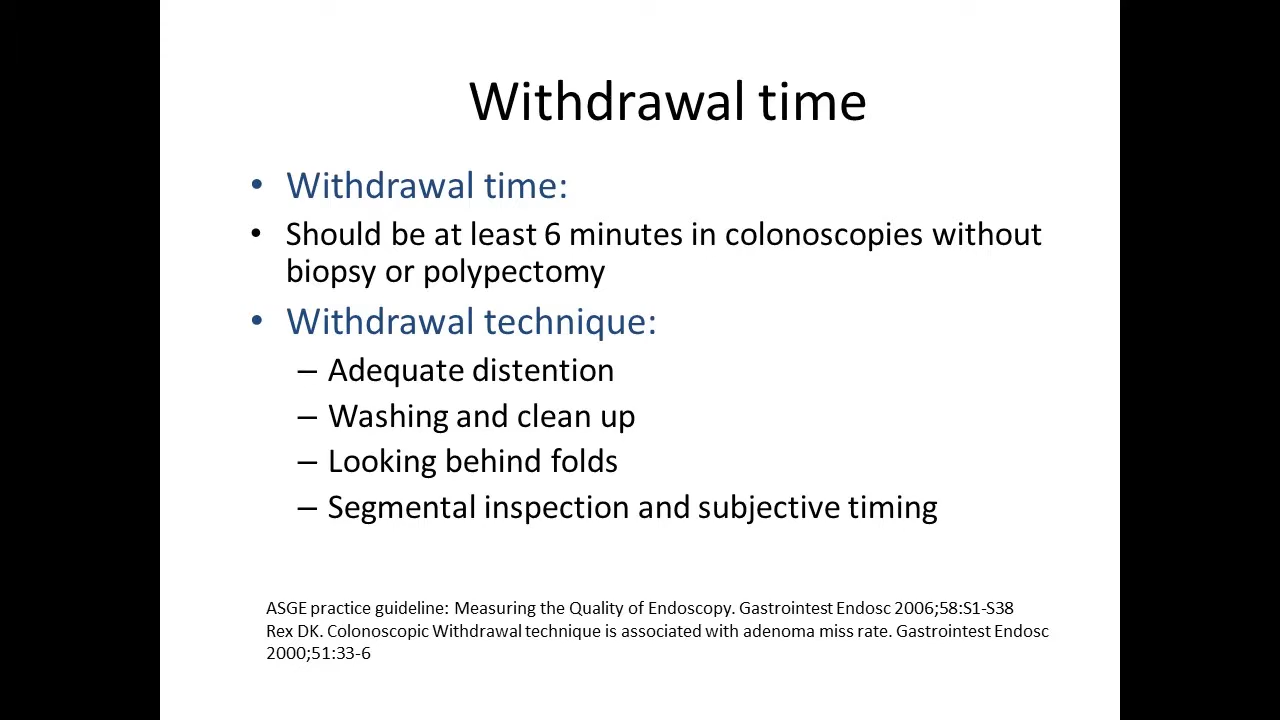 Withdrawal time
• Withdrawal time:
• Should be at least 6 minutes in colonoscopies without
biopsy or polypectomy
• Withdrawal technique:
– Adequate distention
– Washing and clean up
– Looking behind folds
– Segmental inspection and subjective timing
ASGE practice guideline: Measuring the Quality of Endoscopy. Gastrointest Endosc 2006;58:S1-S38
Rex DK. Colonoscopic Withdrawal technique is associated with adenoma miss rate. Gastrointest Endosc
2000;51:33-6